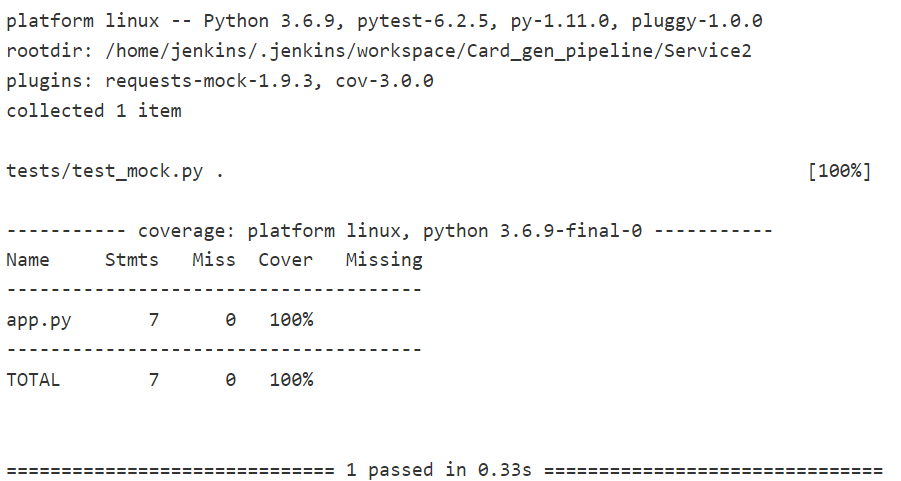 platform linux -- Python 3.6.9, pytest-6.2.5, py-1.11.0, pluggy-1.0.0
rootdir: /home/jenkins/.jenkins/workspace/Card_gen_pipeline/Service2
plugins: requests-mock-1.9.3, cov-3.0.0
collected 1 item
tests/test_mock.py . [100%]
----------- coverage: platform linux, python 3.6.9-final-0 -----------
Name Stmts Miss Cover Missing
--------------------------------------
app.py 7 0 100%
--------------------------------------
TOTAL 7 0 100%
============================== 1 passed in 0.33s ===============================